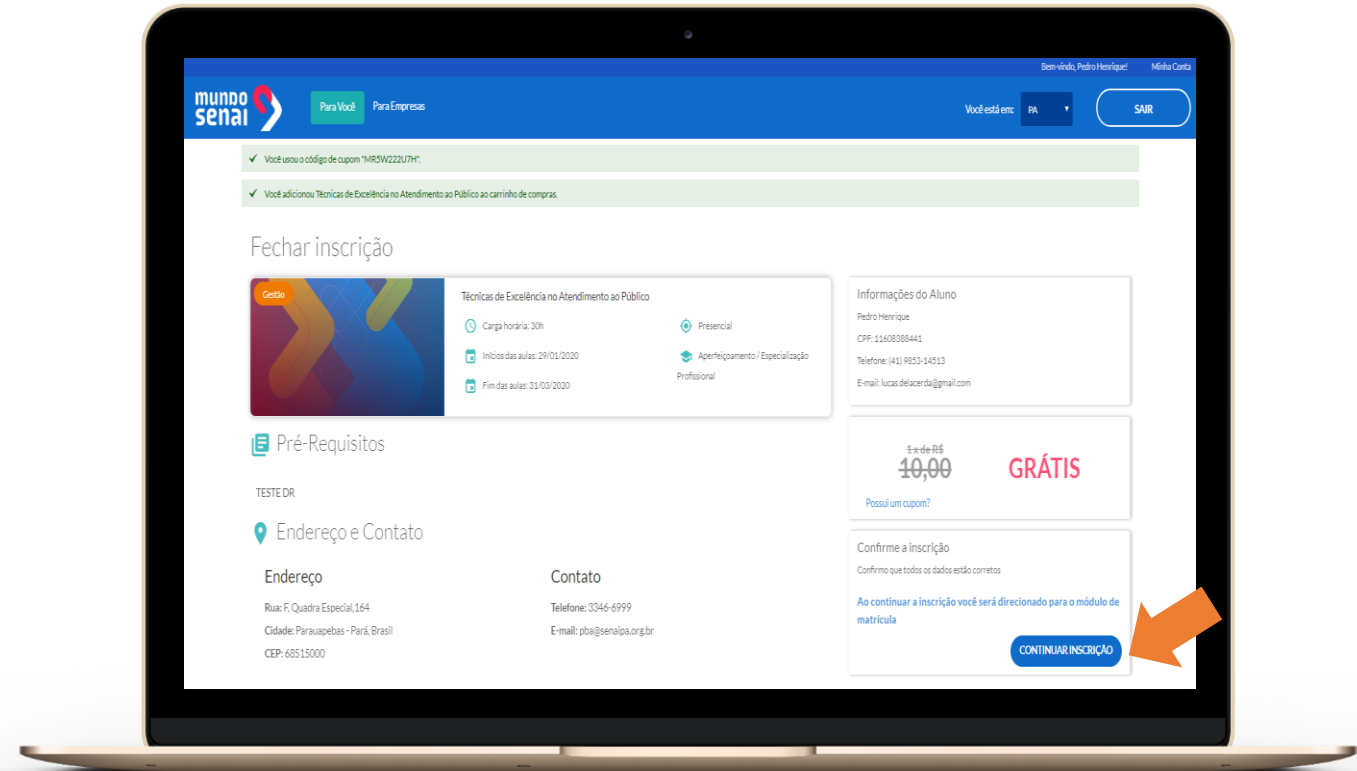 Bem-vindo, Pedro Henrique! Minha Conta
mundo senai
Para Você Para Empresas
Você está em: PA SAIR
Você usou o código de cupom "MR5W222U7H".
Você adicionou Técnicas de Excelência no Atendimento ao Público ao carrinho de compras.
Fechar inscrição
Gestão
Técnicas de Excelência no Atendimento ao Público
Carga horária: 30h
Presencial
Inícios das aulas: 29/01/2020
Aperfeiçoamento / Especialização
Profissional
Fim das aulas: 31/03/2020
Informações do Aluno
Pedro Henrique
CPF: 11608388441
Telefone: (41) 9853-14513
E-mail: lucas.delacerda@gmail.com
Pré-Requisitos
TESTE DR
1 x de R$
10,00
GRÁTIS
Possui um cupom?
Endereço e Contato
Endereço
Rua: F, Quadra Especial,164
Cidade: Parauapebas - Pará, Brasil
CEP: 68515000
Contato
Telefone: 3346-6999
E-mail: pba@senaipa.org.br
Confirme a inscrição
Confirmo que todos os dados estão corretos
Ao continuar a inscrição você será direcionado para o módulo de
matrícula
CONTINUAR INSCRIÇÃO